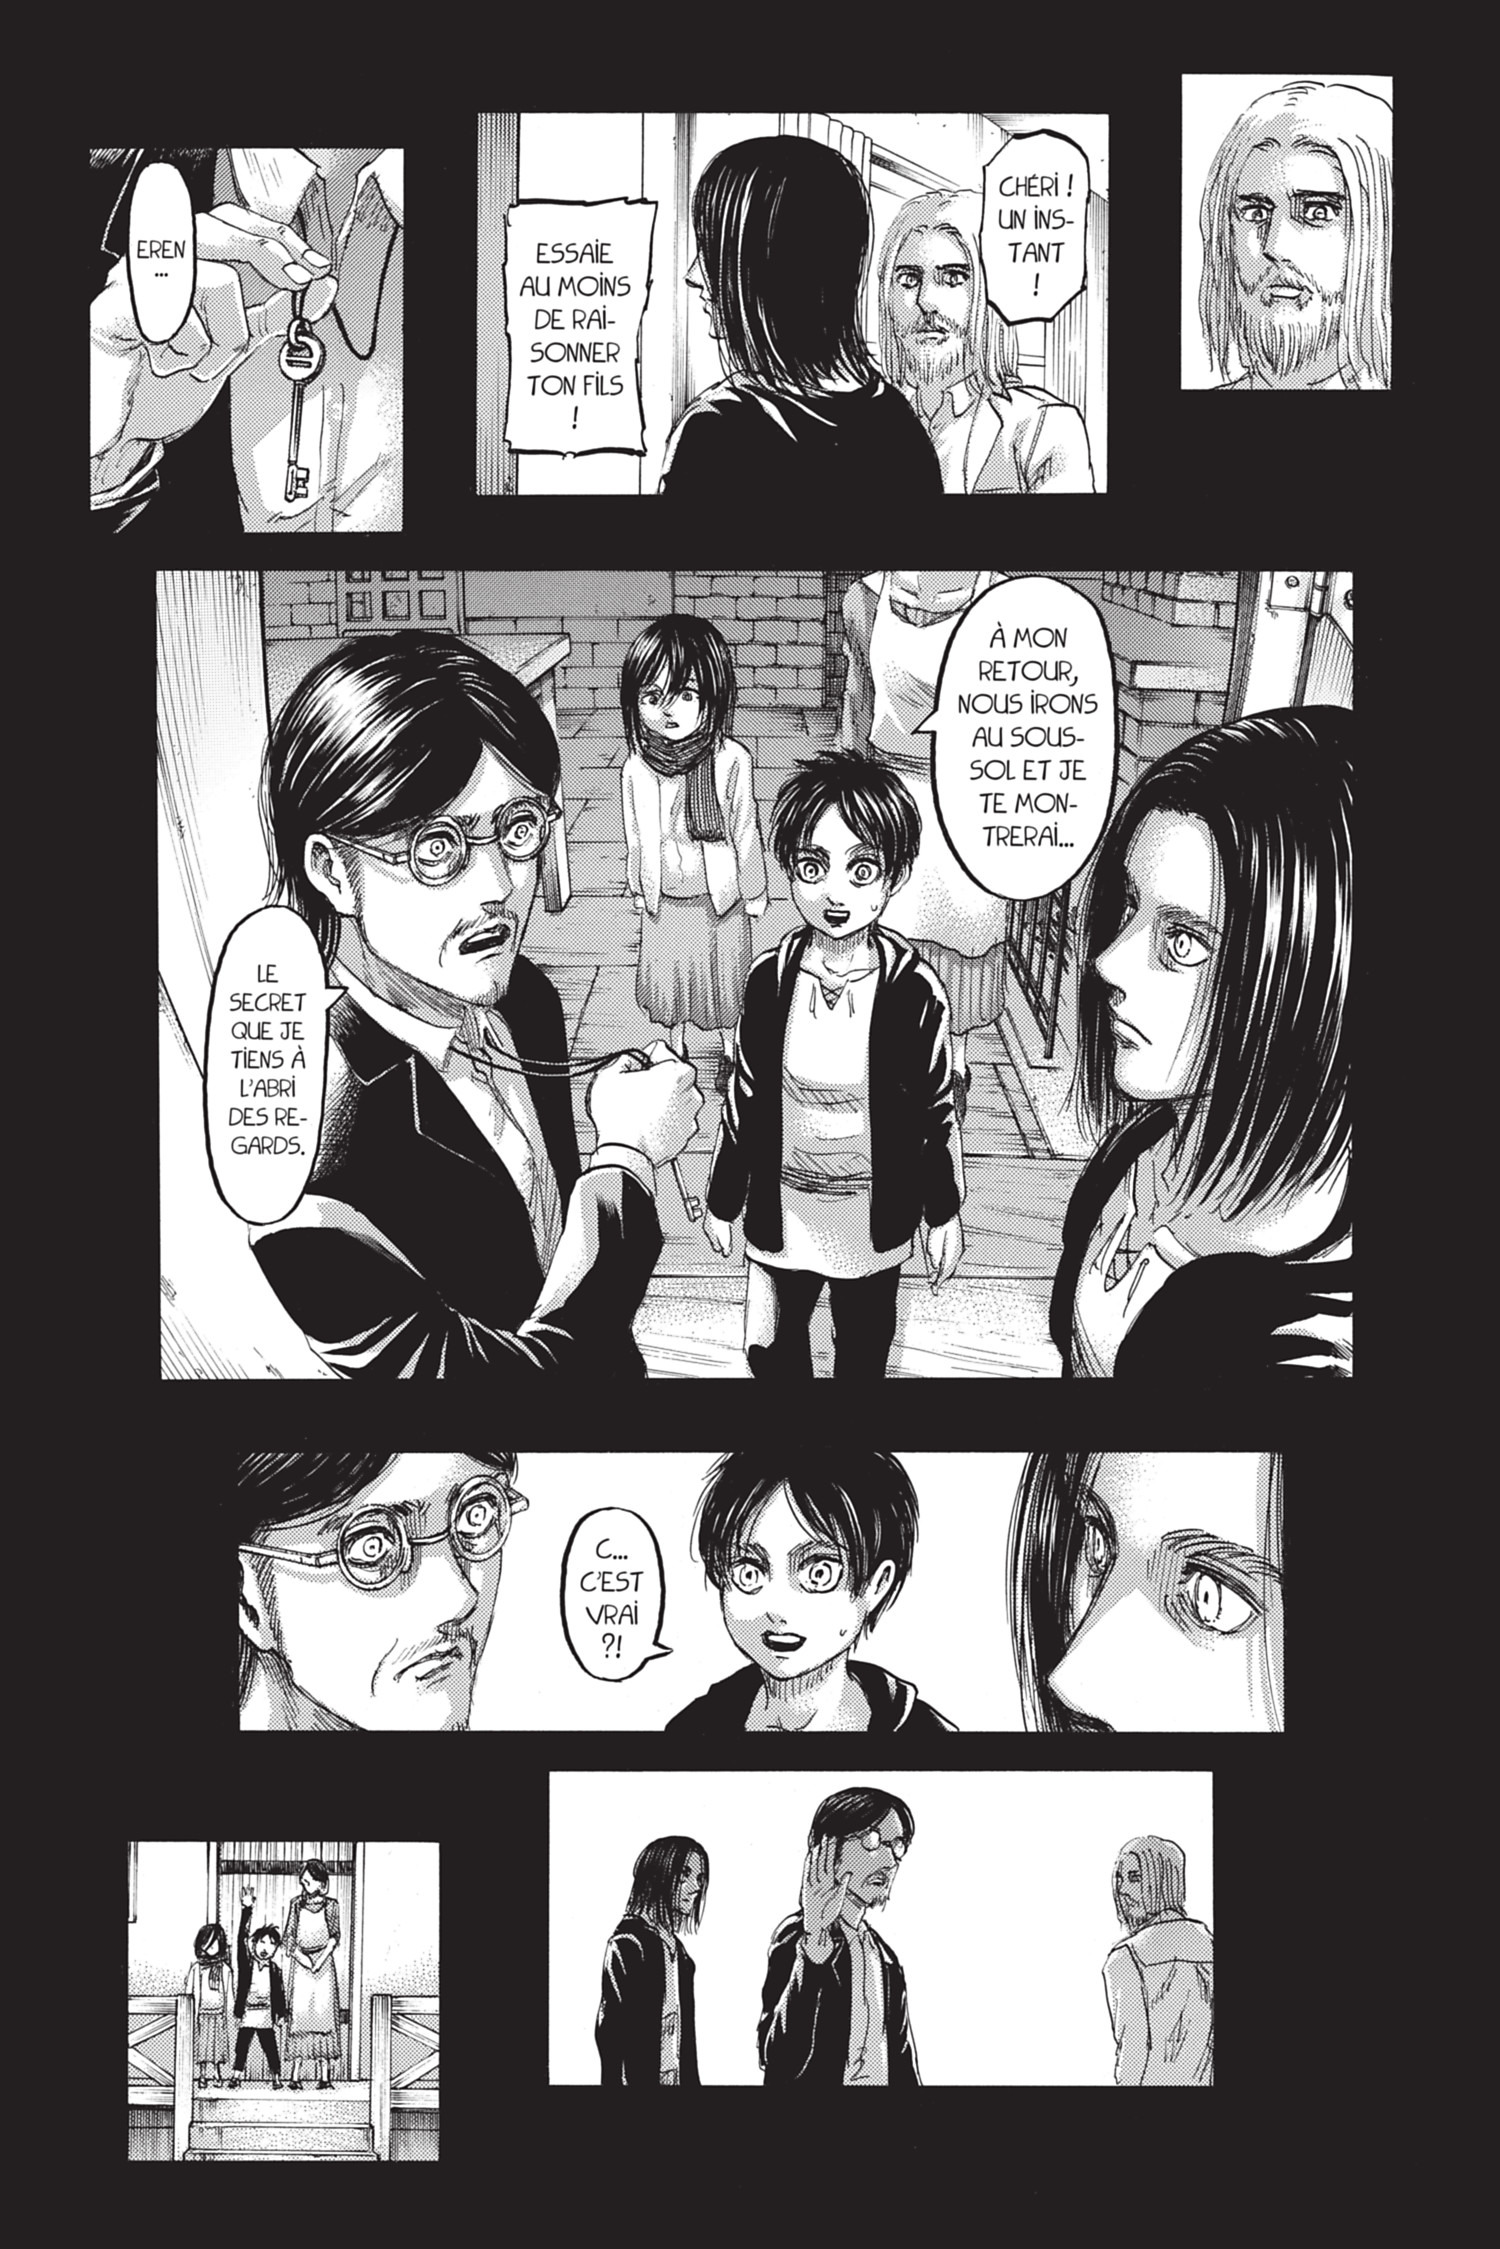 CHÉRI !
UN INS-
TANT
!
ESSAIE
AU MOINS
DE RAI-
SONNER
TON FILS
!
EREN
...
À MON
RETOUR,
NOUS IRONS
AU SOUS-
SOL ET JE
TE MON-
TRERAI...
LE
SECRET
QUE JE
TIENS À
L'ABRI
DES RE-
GARDS.
C...
C'EST
VRAI
?!